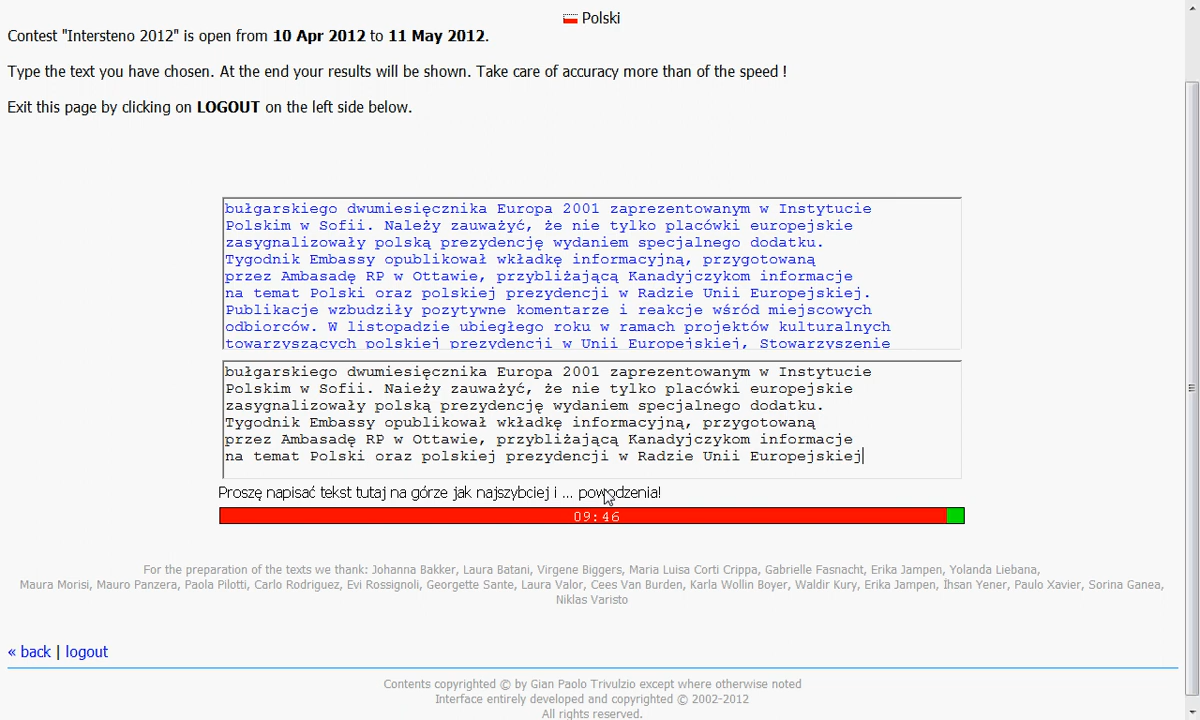 Polski
Contest "Intersteno 2012" is open from 10 Apr 2012 to 11 May 2012.
Type the text you have chosen. At the end your results will be shown. Take care of accuracy more than of the speed !
Exit this page by clicking on LOGOUT on the left side below.
bułgarskiego dwumiesięcznika Europa 2001 zaprezentowanym w Instytucie
Polskim w Sofii. Należy zauważyć, że nie tylko placówki europejskie
zasygnalizowały polską prezydencję wydaniem specjalnego dodatku.
Tygodnik Embassy opublikował wkładkę informacyjną, przygotowaną
przez Ambasadę RP w Ottawie, przybliżającą Kanadyjczykom informacje
na temat Polski oraz polskiej prezydencji w Radzie Unii Europejskiej.
Publikacje wzbudziły pozytywne komentarze i reakcje wśród miejscowych
odbiorców. W listopadzie ubiegłego roku w ramach projektów kulturalnych
towarzyszących polskiej prezydencji w Unii Europejskiej, Stowarzyszenie
bułgarskiego dwumiesięcznika Europa 2001 zaprezentowanym w Instytucie
Polskim w Sofii. Naieży zauważyć, że nie tylko placówki europejskie
zasygnalizowały polską prezydencję wydaniem specjalnego dodatku.
Tygodnik Embassy opublikował wkładkę informacyjną, przygotowaną
przez Ambasadę RP w Ottawie, przybliżającą Kanadyjczykom informacje
na temat Polski oraz polskiej prezydencji w Radzie Unii Europejskiej
Proszę napisać tekst tutaj na górze jak najszybciej i ... powodzenia!
09:46
For the preparation of the texts we thank: Johanna Bakker, Laura Batani, Virgene Biggers, Maria Luisa Corti Crippa, Gabrielle Fasnacht, Erika Jampen, Yolanda Liebana,
Maura Morisi, Mauro Panzera, Paola Pilotti, Carlo Rodriguez, Evi Rossignoli, Georgette Sante, Laura Valor, Cees Van Burden, Karla Wollin Boyer, Waldir Kury, Erika Jampen, İhsan Yener, Paulo Xavier, Sorina Ganea,
Niklas Varisto
« back | logout
Contents copyrighted © by Gian Paolo Trivulzio except where otherwise noted
Interface entirely developed and copyrighted © 2002-2012
All rights reserved.